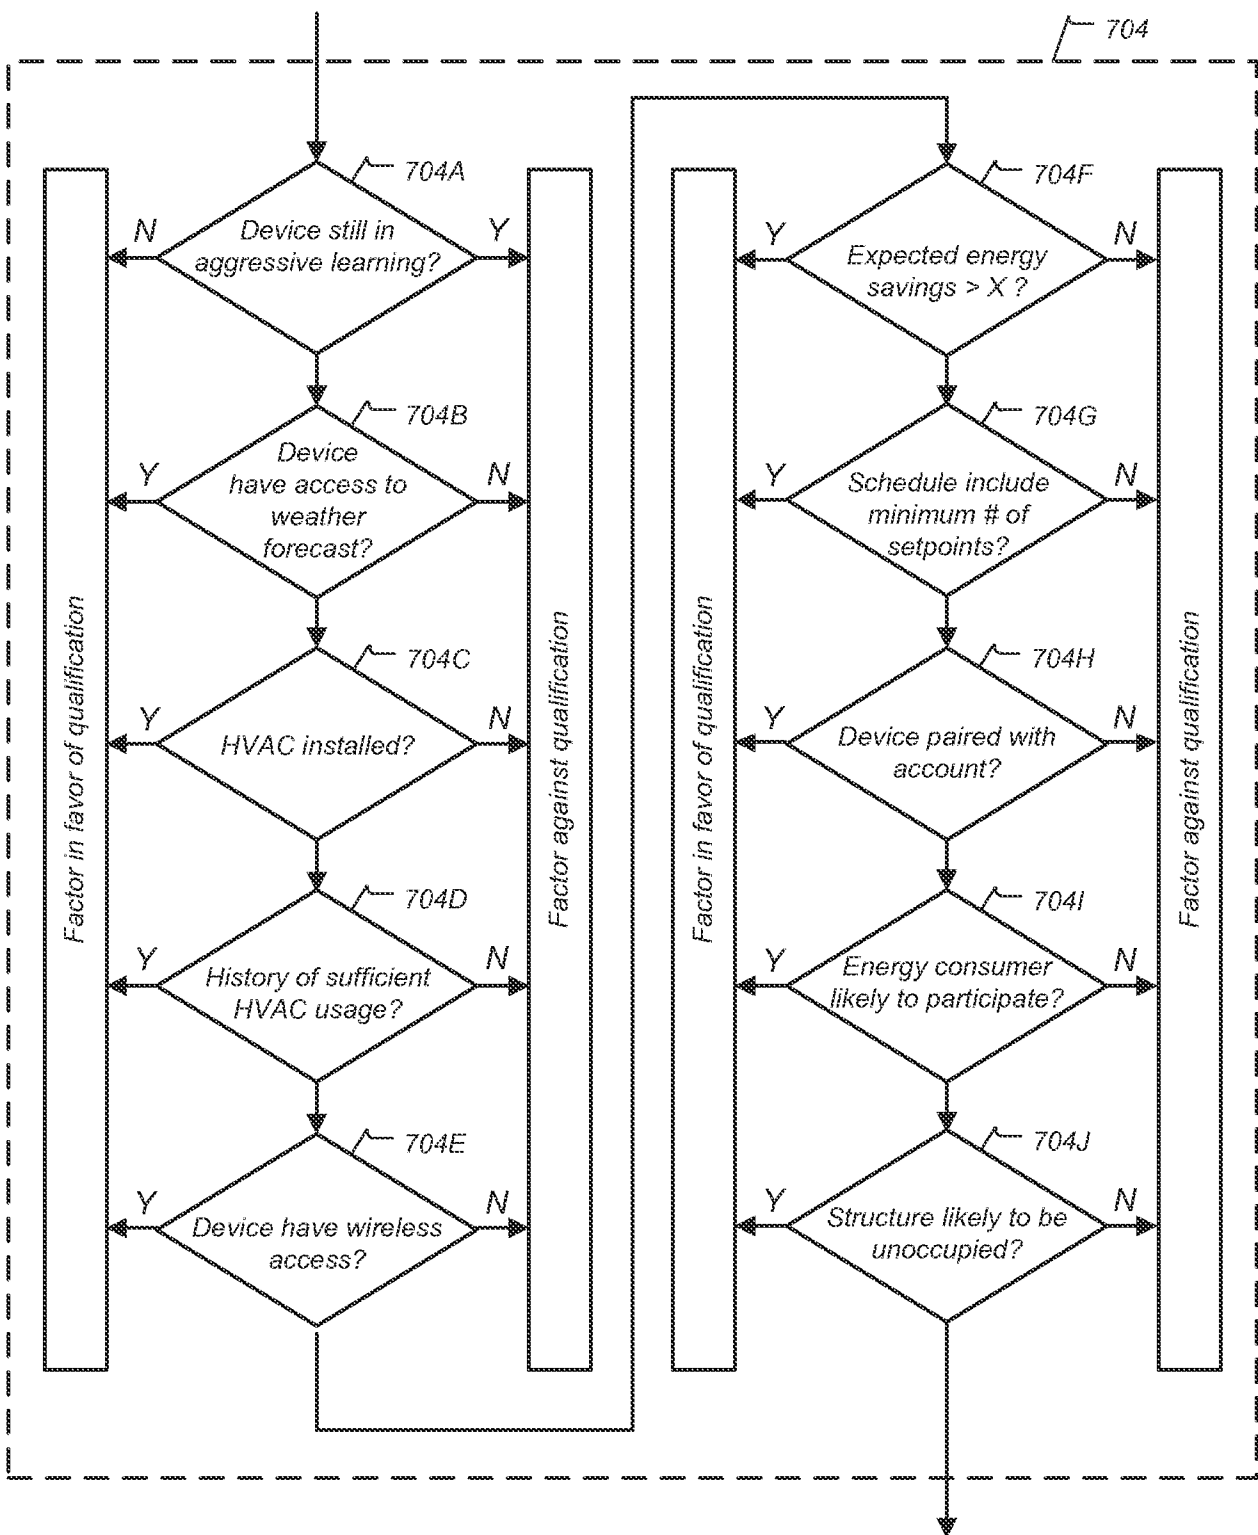 704
704A
N
Y
Device still in
aggressive learning?
704B
Y
N
Device
have access to
weather
forecast?
704C
Y
N
HVAC installed?
704D
Y
N
History of sufficient
HVAC usage?
704E
Y
N
Device have wireless
access?
Factor in favor of qualification
Factor against qualification
704F
Y
N
Expected energy
savings > X ?
704G
Y
N
Schedule include
minimum # of
setpoints?
704H
Y
N
Device paired with
account?
704I
Y
N
Energy consumer
likely to participate?
704J
Y
N
Structure likely to be
unoccupied?
Factor in favor of qualification
Factor against qualification